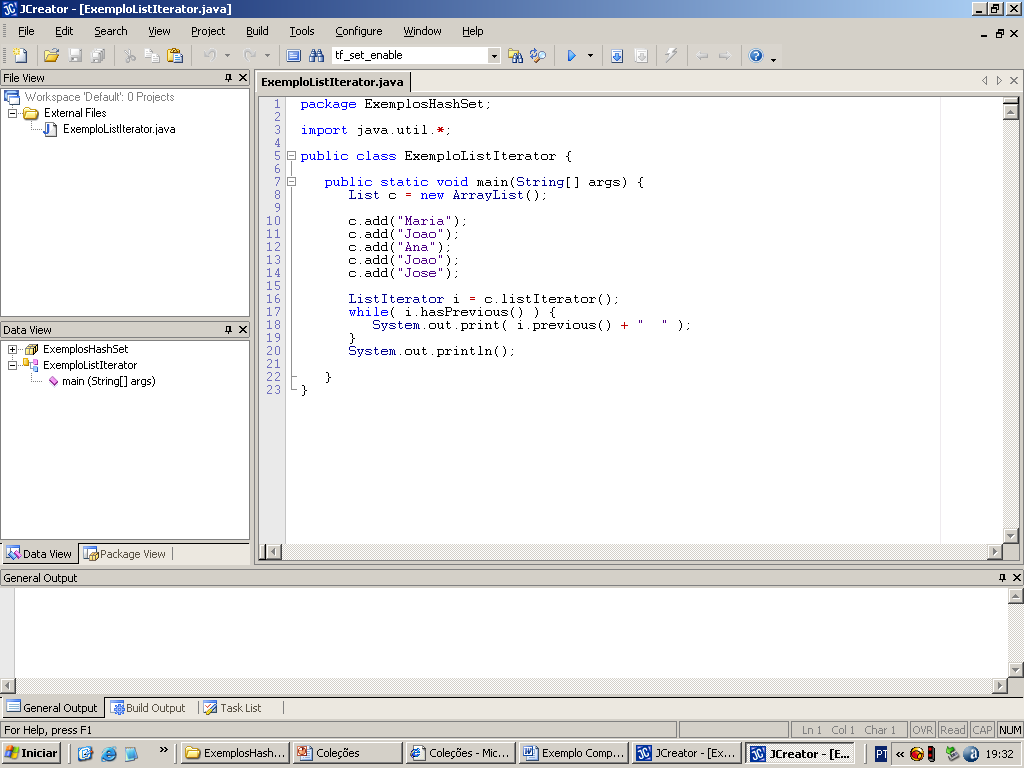 JCreator - [ExemploListIterator.java]
File Edit Search View Project Build Tools Configure Window Help
tf_set_enable
File View
Workspace 'Default': 0 Projects
External Files
ExemploListIterator.java
Data View
ExemplosHashSet
ExemploListIterator
main (String[] args)
Data View Package View
ExemploListIterator.java
1 package ExemplosHashSet;
2
3 import java.util.*;
4
5 public class ExemploListIterator {
6
7 public static void main(String[] args) {
8 List c = new ArrayList();
9
10 c.add("Maria");
11 c.add("Joao");
12 c.add("Ana");
13 c.add("Joao");
14 c.add("Jose");
15
16 ListIterator i = c.listIterator();
17 while( i.hasPrevious() ) {
18 System.out.print( i.previous() + "  " );
19 }
20 System.out.println();
21
22 }
23 }
General Output
General Output Build Output Task List
For Help, press F1
Ln 1 Col 1 Char 1 OVR Read CAP NUM
Iniciar » ExemplosHash... Coleções Coleções - Mic... Exemplo Comp... JCreator - [Ex... JCreator - [E... PT « 19:32